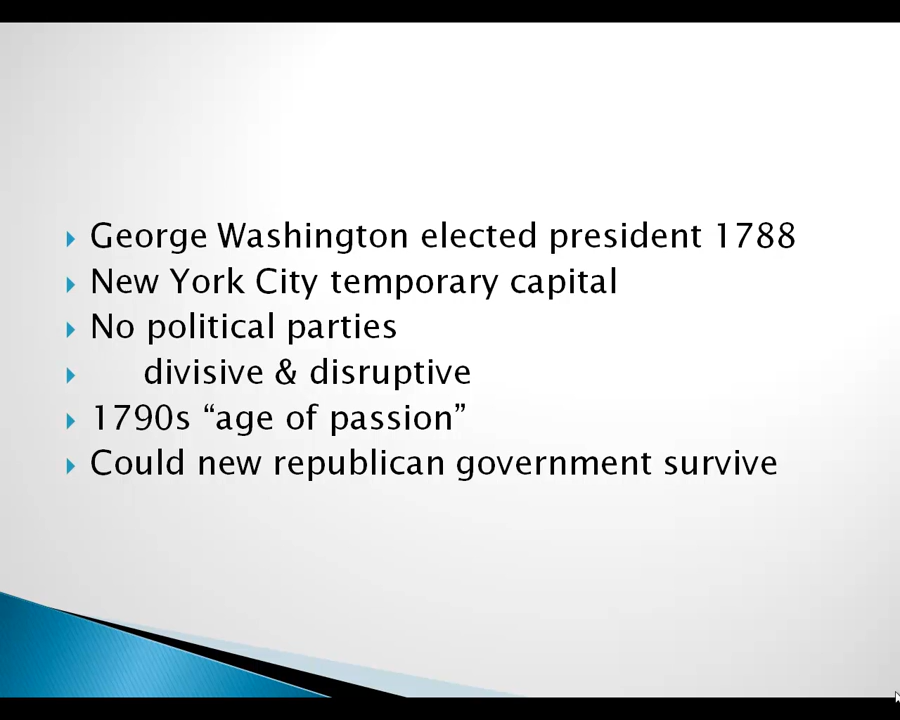 George Washington elected president 1788
New York City temporary capital
No political parties
divisive & disruptive
1790s “age of passion”
Could new republican government survive